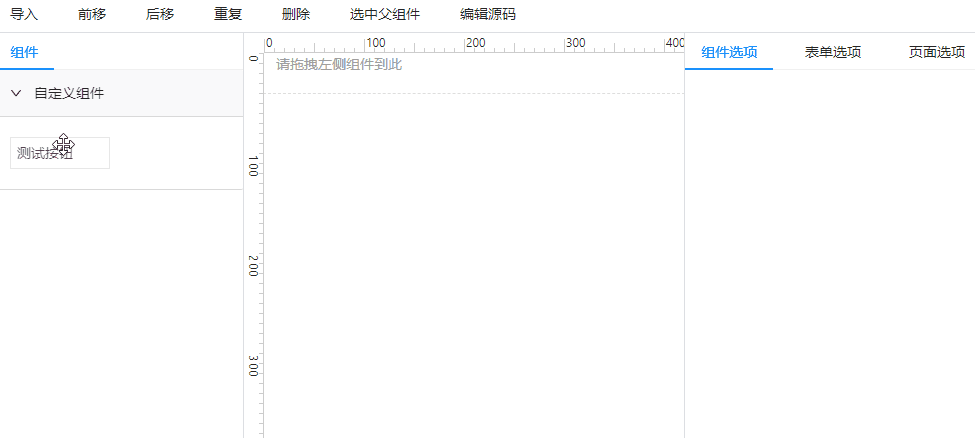 导入 前移 后移 重复 删除 选中父组件 编辑源码
组件
自定义组件
测试按钮
0 100 200 300 400
0
100
200
300
请拖拽左侧组件到此
组件选项 表单选项 页面选项